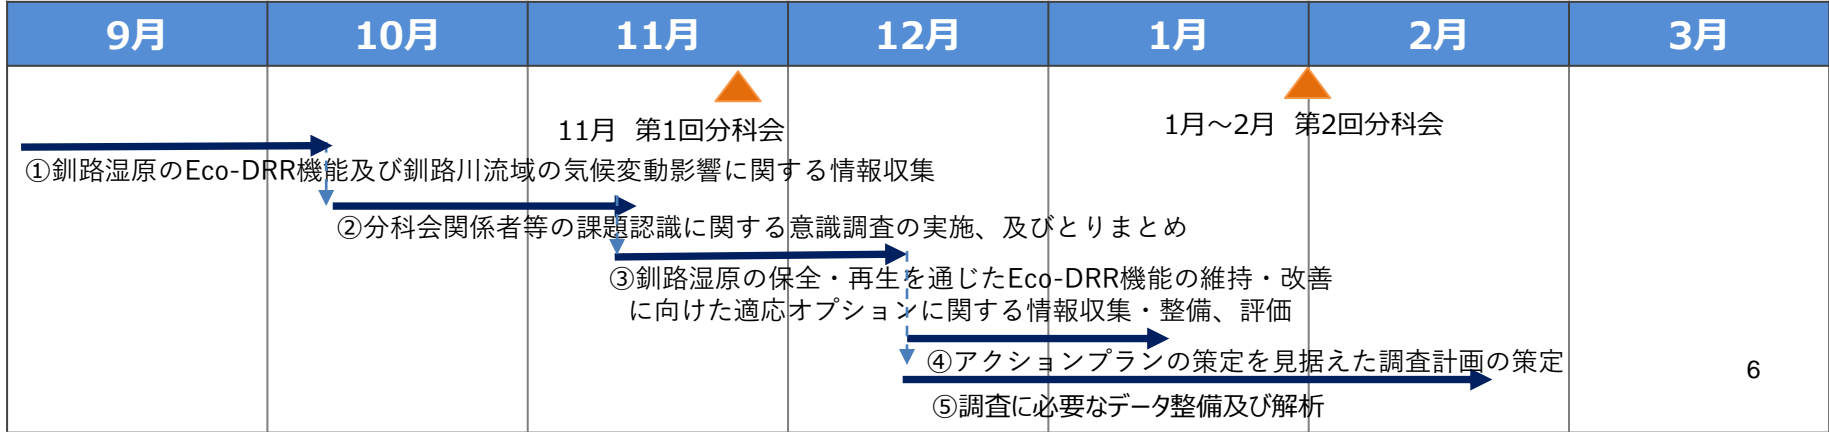 9月 10月 11月 12月 1月 2月 3月
11月 第1回分科会
1月～2月 第2回分科会
①釧路湿原のEco-DRR機能及び釧路川流域の気候変動影響に関する情報収集
②分科会関係者等の課題認識に関する意識調査の実施、及びとりまとめ
③釧路湿原の保全・再生を通じたEco-DRR機能の維持・改善
に向けた適応オプションに関する情報収集・整備、評価
④アクションプランの策定を見据えた調査計画の策定
6
⑤調査に必要なデータ整備及び解析